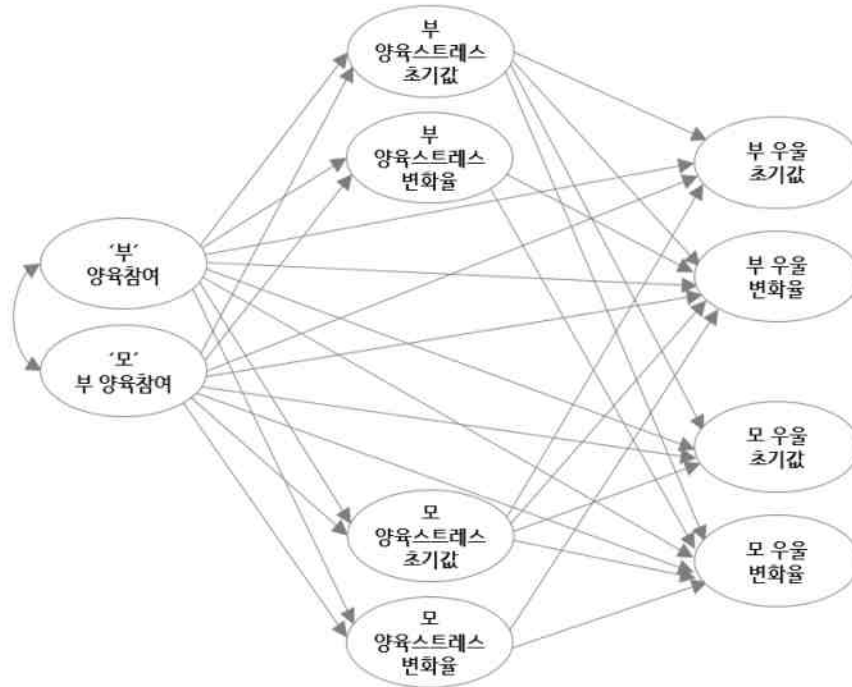 부
양육스트레스
초기값
부
양육스트레스
변화율
부 우울
초기값
'부'
양육참여
부 우울
변화율
'모'
부 양육참여
모 우울
초기값
모
양육스트레스
초기값
모 우울
변화율
모
양육스트레스
변화율